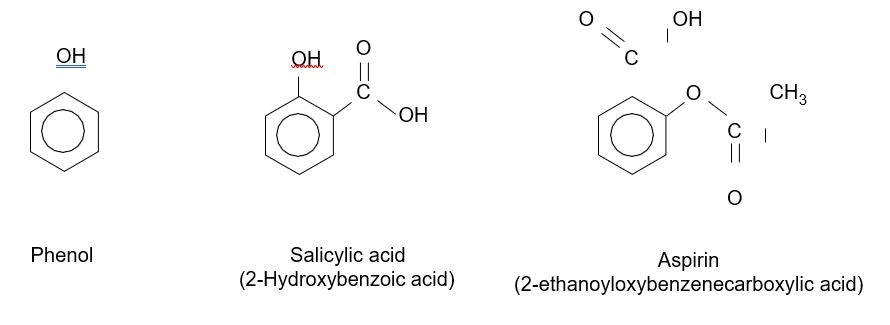 OH
Phenol
OH
O
C
OH
Salicylic acid
(2-Hydroxybenzoic acid)
O
OH
C
O
CH3
C
O
Aspirin
(2-ethanoyloxybenzenecarboxylic acid)